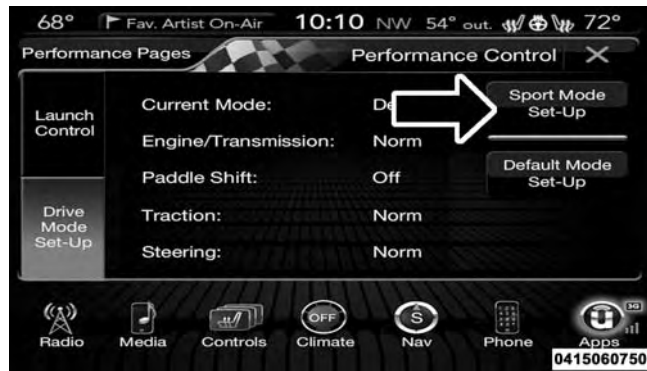 68° Fav. Artist On-Air 10:10 NW 54° out. 72°
Performance Pages Performance Control
Launch
Control
Drive
Mode
Set-Up
Current Mode: De
Engine/Transmission: Norm
Paddle Shift: Off
Traction: Norm
Steering: Norm
Sport Mode
Set-Up
Default Mode
Set-Up
OFF
S
3G
Radio Media Controls Climate Nav Phone Apps
0415060750